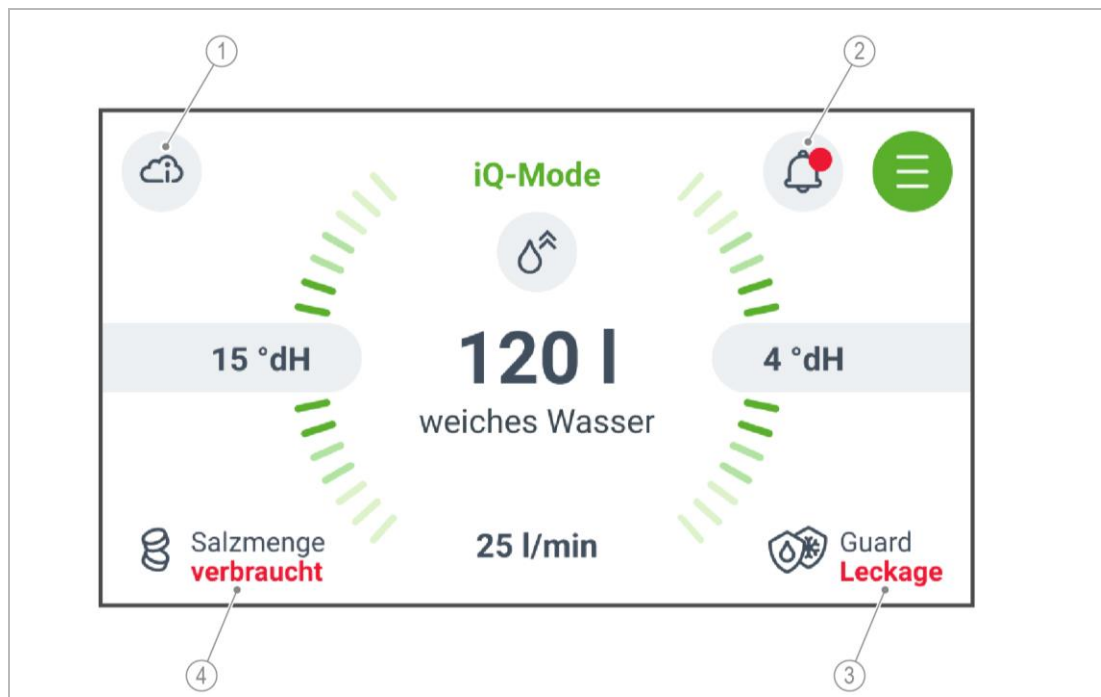 1
2
iQ-Mode
15 °dH
120 l
4 °dH
weiches Wasser
Salzmenge
verbraucht
25 l/min
Guard
Leckage
4
3